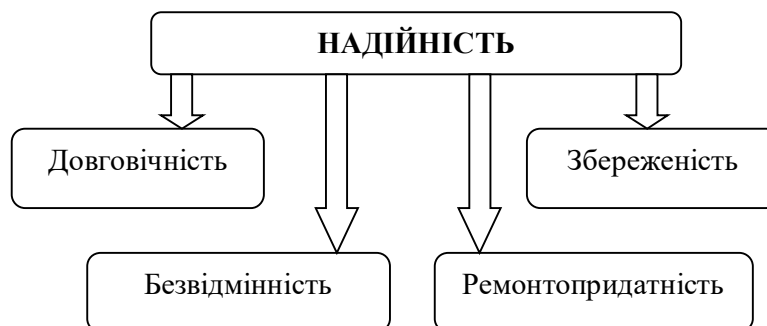 НАДІЙНІСТЬ
Довговічність
Збереженість
Безвідмінність
Ремонтопридатність